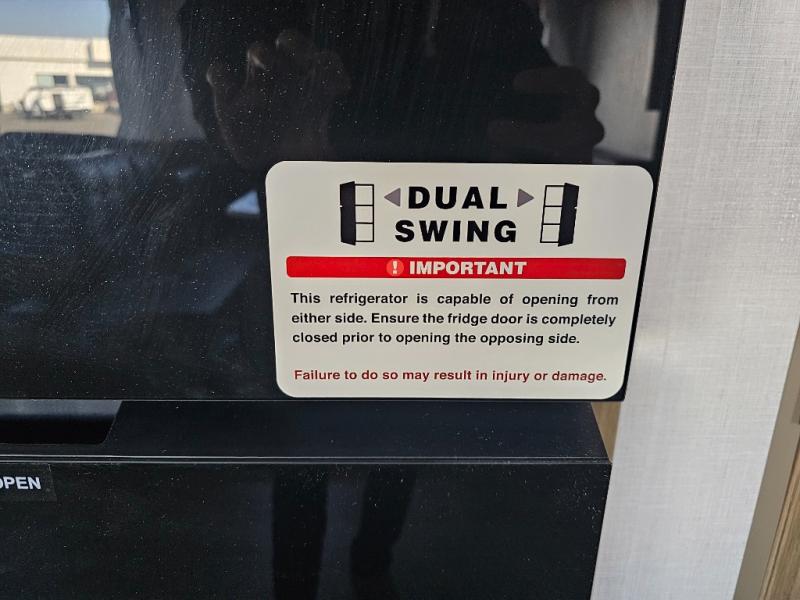 DUAL
SWING
! IMPORTANT
This refrigerator is capable of opening from
either side. Ensure the fridge door is completely
closed prior to opening the opposing side.
Failure to do so may result in injury or damage.
OPEN